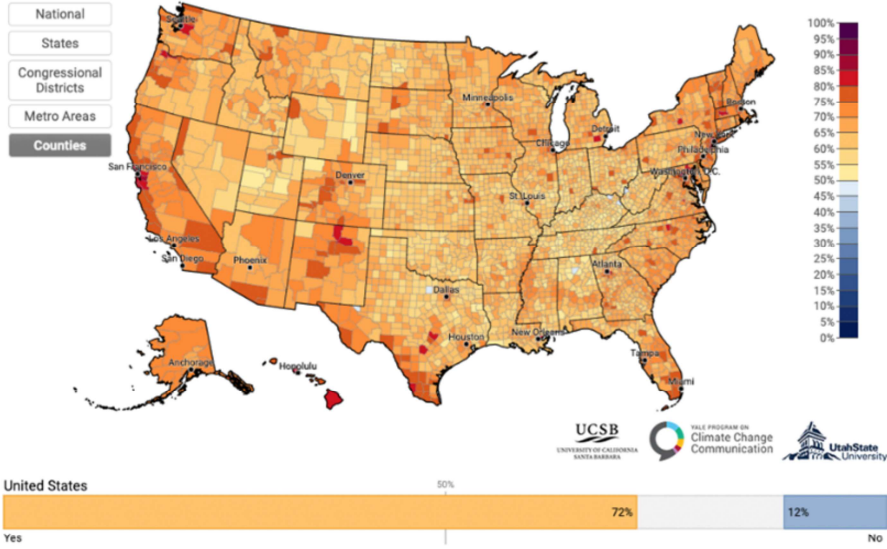 National
States
Congressional
Districts
Metro Areas
Counties
Seattle
Minneapolis
Boston
Detroit
Chicago
New York
Philadelphia
Washington, D.C.
San Francisco
Denver
St. Louis
Los Angeles
San Diego
Phoenix
Atlanta
Dallas
Houston
New Orleans
Tampa
Miami
Anchorage
Honolulu
100%
95%
90%
85%
80%
75%
70%
65%
60%
55%
50%
45%
40%
35%
30%
25%
20%
15%
10%
5%
0%
UCSB
UNIVERSITY OF CALIFORNIA
SANTA BARBARA
YALE PROGRAM ON
Climate Change
Communication
UtahState
University
United States
50%
72%
12%
Yes
No